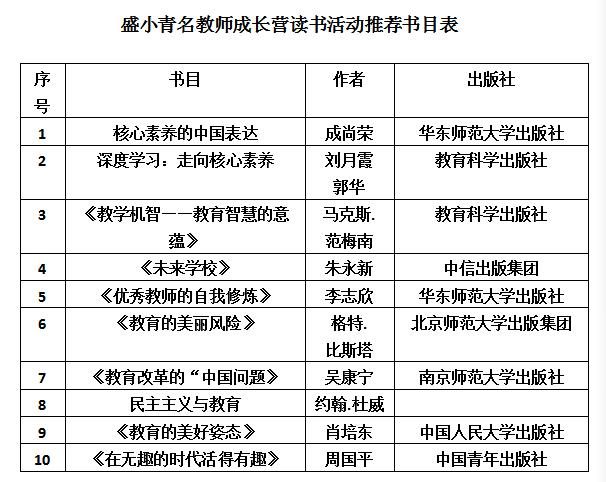 盛小青名教师成长营读书活动推荐书目表
序号 书目 作者 出版社
1 核心素养的中国表达 成尚荣 华东师范大学出版社
2 深度学习：走向核心素养 刘月霞 教育科学出版社
郭华
3 《教学机智——教育智慧的意 马克斯. 教育科学出版社
蕴》 范梅南
4 《未来学校》 朱永新 中信出版集团
5 《优秀教师的自我修炼》 李志欣 华东师范大学出版社
6 《教育的美丽风险》 格特. 北京师范大学出版集团
比斯塔
7 《教育改革的“中国问题》 吴康宁 南京师范大学出版社
8 民主主义与教育 约翰.杜威
9 《教育的美好姿态》 肖培东 中国人民大学出版社
10 《在无趣的时代活得有趣》 周国平 中国青年出版社